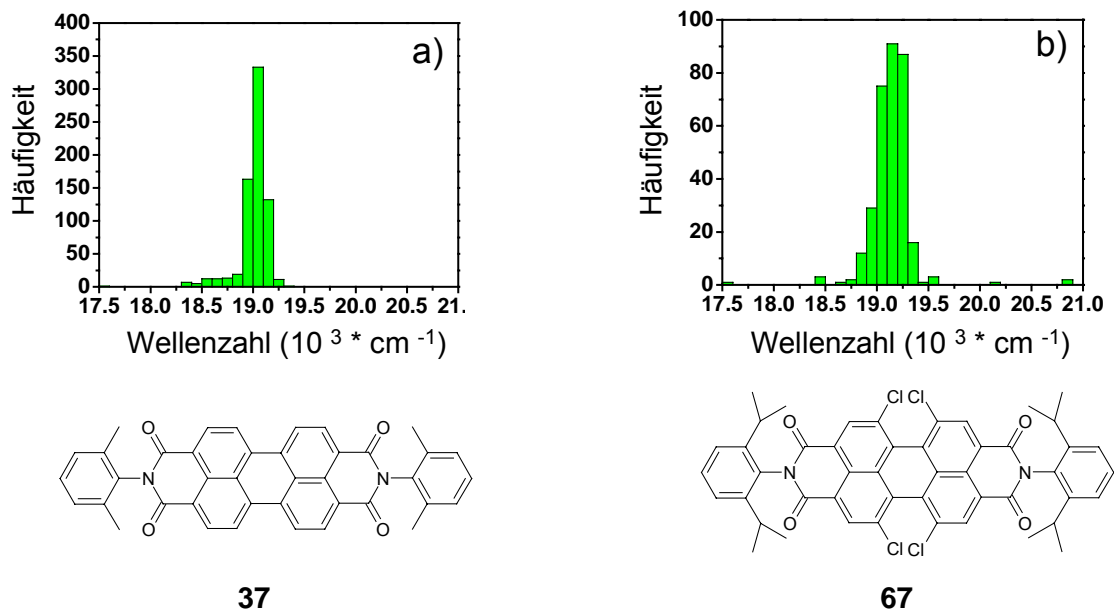 a)
Häufigkeit
400
350
300
250
200
150
100
50
0
17.5 18.0 18.5 19.0 19.5 20.0 20.5 21.
Wellenzahl (10 3 * cm -1)
b)
Häufigkeit
100
80
60
40
20
0
17.5 18.0 18.5 19.0 19.5 20.0 20.5 21.0
Wellenzahl (10 3 * cm -1)
O O
N N
O O
37
Cl Cl
O O
N N
O O
Cl Cl
67